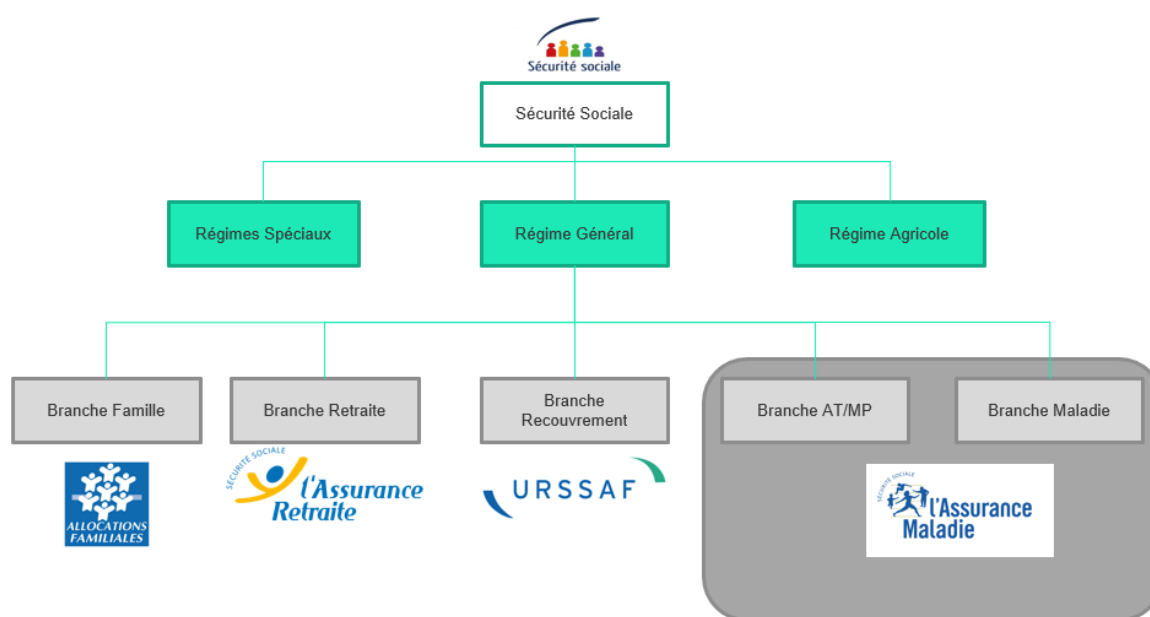 Sécurité sociale
Sécurité Sociale
Régimes Spéciaux
Régime Général
Régime Agricole
Branche Famille
Branche Retraite
Branche
Recouvrement
Branche AT/MP
Branche Maladie
ALLOCATIONS
FAMILIALES
SÉCURITÉ SOCIALE
l'Assurance
Retraite
URSSAF
SÉCURITÉ SOCIALE
l'Assurance
Maladie